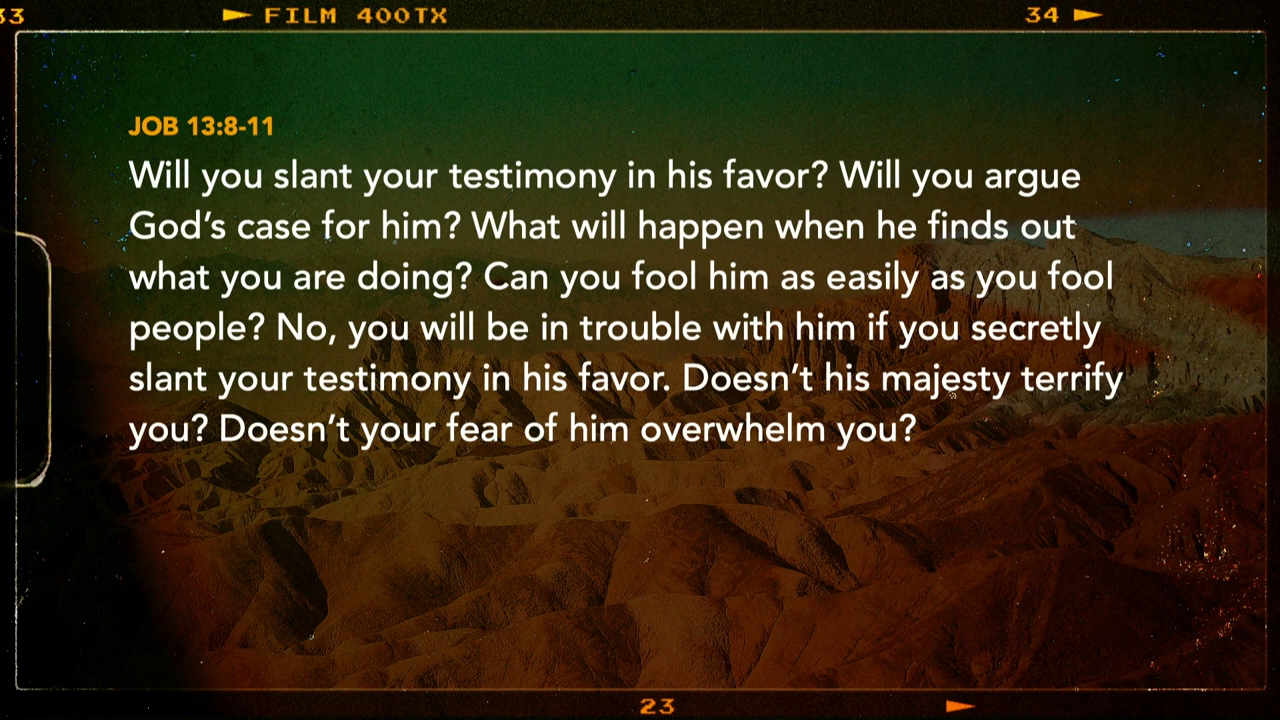 33 FILM 400TX 34
JOB 13:8-11
Will you slant your testimony in his favor? Will you argue
God’s case for him? What will happen when he finds out
what you are doing? Can you fool him as easily as you fool
people? No, you will be in trouble with him if you secretly
slant your testimony in his favor. Doesn’t his majesty terrify
you? Doesn’t your fear of him overwhelm you?
23